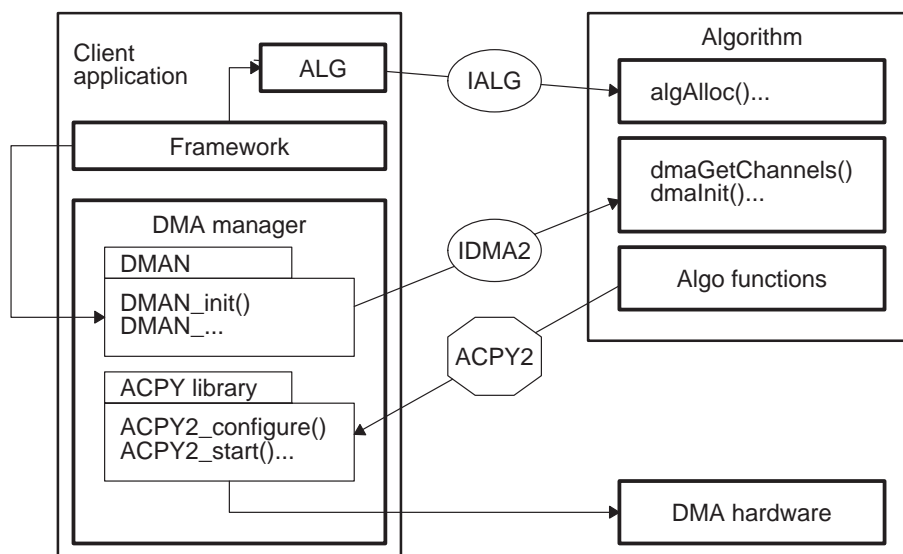 Client
application
ALG
IALG
Framework
DMA manager
DMAN
DMAN_init()
DMAN_...
IDMA2
ACPY2
ACPY library
ACPY2_configure()
ACPY2_start()...
Algorithm
algAlloc()...
dmaGetChannels()
dmaInit()...
Algo functions
DMA hardware